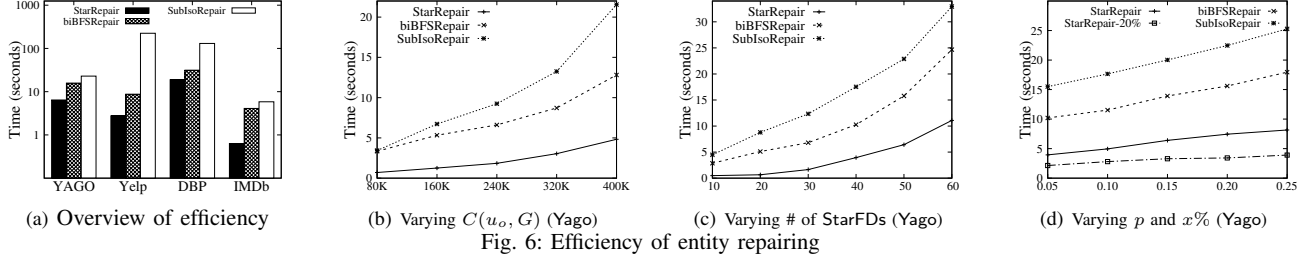 StarRepair
biBFSRepair
SubIsoRepair
Time (seconds)
1000
100
10
1
YAGO Yelp DBP IMDb
(a) Overview of efficiency
StarRepair
biBFSRepair
SubIsoRepair
Time (seconds)
20
15
10
5
0
80K 160K 240K 320K 400K
(b) Varying C(u_o, G) (Yago)
StarRepair
biBFSRepair
SubIsoRepair
Time (seconds)
35
30
25
20
15
10
5
0
10 20 30 40 50 60
(c) Varying # of StarFDs (Yago)
StarRepair
StarRepair-20%
biBFSRepair
SubIsoRepair
Time (seconds)
30
25
20
15
10
5
0
0.05 0.10 0.15 0.20 0.25
(d) Varying p and x% (Yago)
Fig. 6: Efficiency of entity repairing